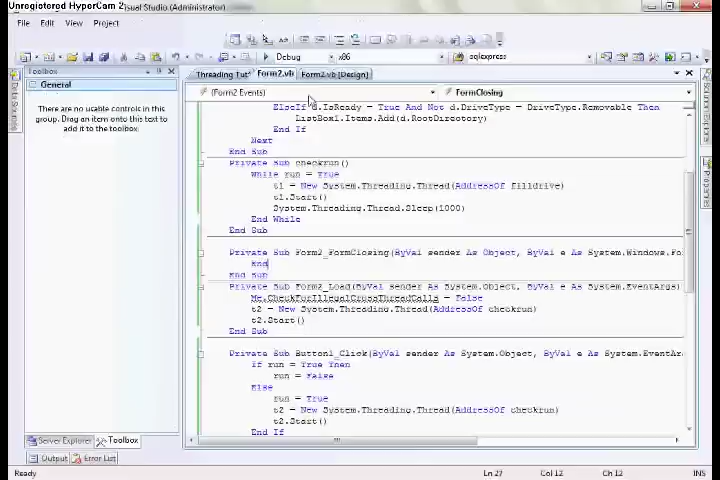 Unregistered HyperCam 2
isual Studio (Administrator)
File Edit View Project
Debug x86 sqlexpress
Toolbox
General
There are no usable controls in this
group. Drag an item onto this text to
add it to the toolbox.
Data Sources
Properties
Threading Tut Form2.vb Form2.vb [Design]
(Form2 Events) FormClosing
ElseIf d.IsReady = True And Not d.DriveType = DriveType.Removable Then
ListBox1.Items.Add(d.RootDirectory)
End If
Next
End Sub
Private Sub checkrun()
While run = True
t1 = New System.Threading.Thread(AddressOf filldrive)
t1.Start()
System.Threading.Thread.Sleep(1000)
End While
End Sub
Private Sub Form2_FormClosing(ByVal sender As Object, ByVal e As System.Windows.Fo
End
End Sub
Private Sub Form2_Load(ByVal sender As System.Object, ByVal e As System.EventArgs)
Me.CheckForIllegalCrossThreadCalls = False
t2 = New System.Threading.Thread(AddressOf checkrun)
t2.Start()
End Sub
Private Sub Button1_Click(ByVal sender As System.Object, ByVal e As System.EventAr
If run = True Then
run = False
Else
run = True
t2 = New System.Threading.Thread(AddressOf checkrun)
t2.Start()
End If
Server Explorer Toolbox
Output Error List
Ready Ln 27 Col 12 Ch 12 INS